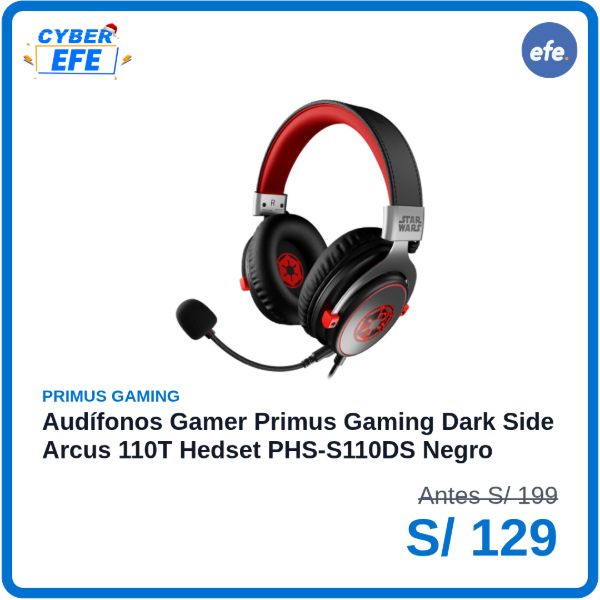 CYBER
EFE
efe.
R
STAR
WARS
PRIMUS GAMING
Audífonos Gamer Primus Gaming Dark Side
Arcus 110T Hedset PHS-S110DS Negro
Antes S/ 199
S/ 129